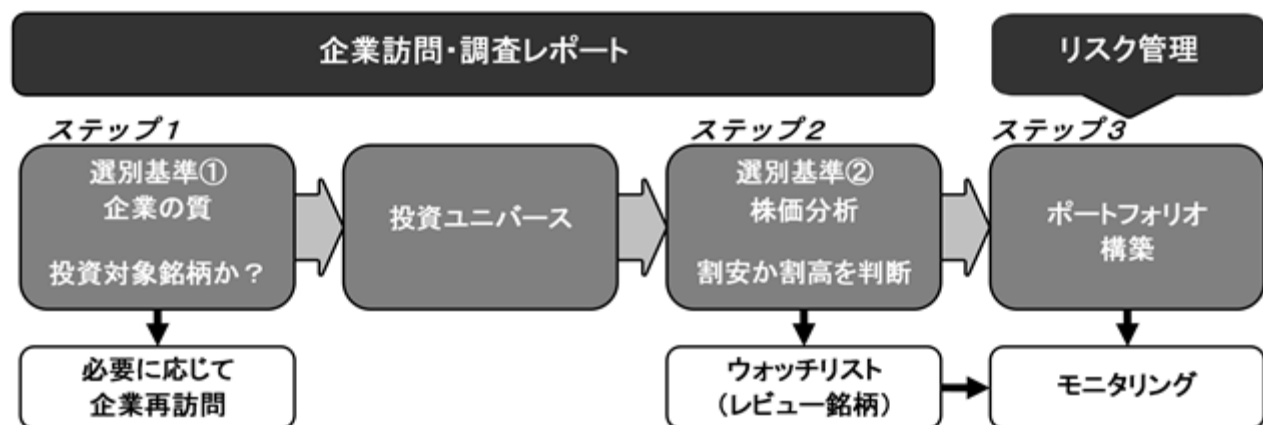 企業訪問・調査レポート
リスク管理
ステップ1
ステップ2
ステップ3
選別基準①
企業の質
投資対象銘柄か？
投資ユニバース
選別基準②
株価分析
割安か割高を判断
ポートフォリオ
構築
必要に応じて
企業再訪問
ウォッチリスト
（レビュー銘柄）
モニタリング